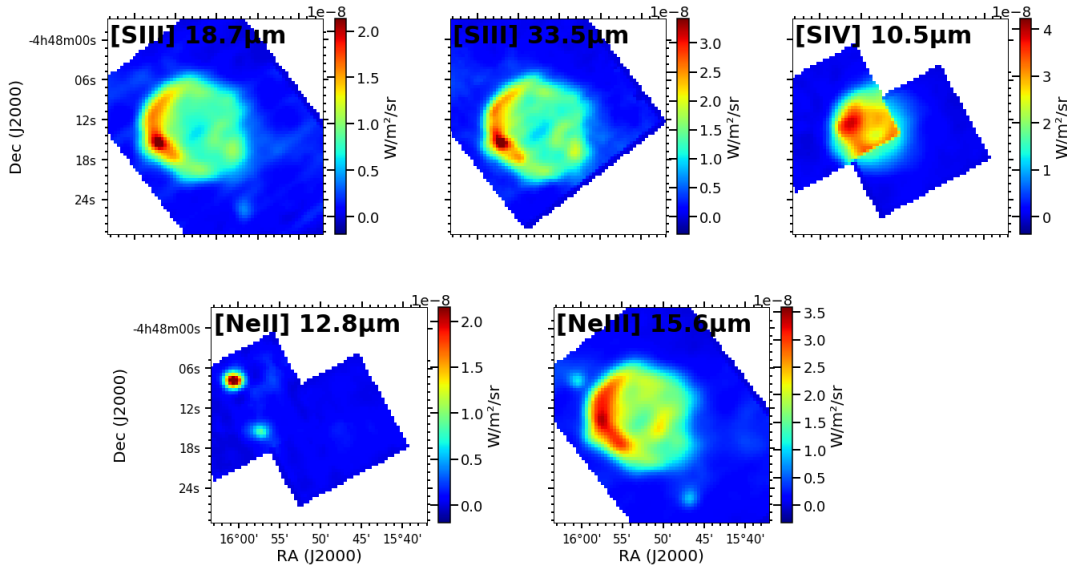 1e-8 1e-8 1e-8
[SIII] 18.7μm [SIII] 33.5μm [SIV] 10.5μm
-4h48m00s
06s
12s
18s
24s
Dec (J2000)
2.0
1.5
1.0
0.5
0.0
W/m²/sr
3.0
2.5
2.0
1.5
1.0
0.5
0.0
W/m²/sr
4
3
2
1
0
W/m²/sr
1e-8 1e-8
[NeII] 12.8μm [NeIII] 15.6μm
-4h48m00s
06s
12s
18s
24s
Dec (J2000)
2.0
1.5
1.0
0.5
0.0
W/m²/sr
3.5
3.0
2.5
2.0
1.5
1.0
0.5
0.0
W/m²/sr
16°00' 55' 50' 45' 15°40' 16°00' 55' 50' 45' 15°40'
RA (J2000) RA (J2000)